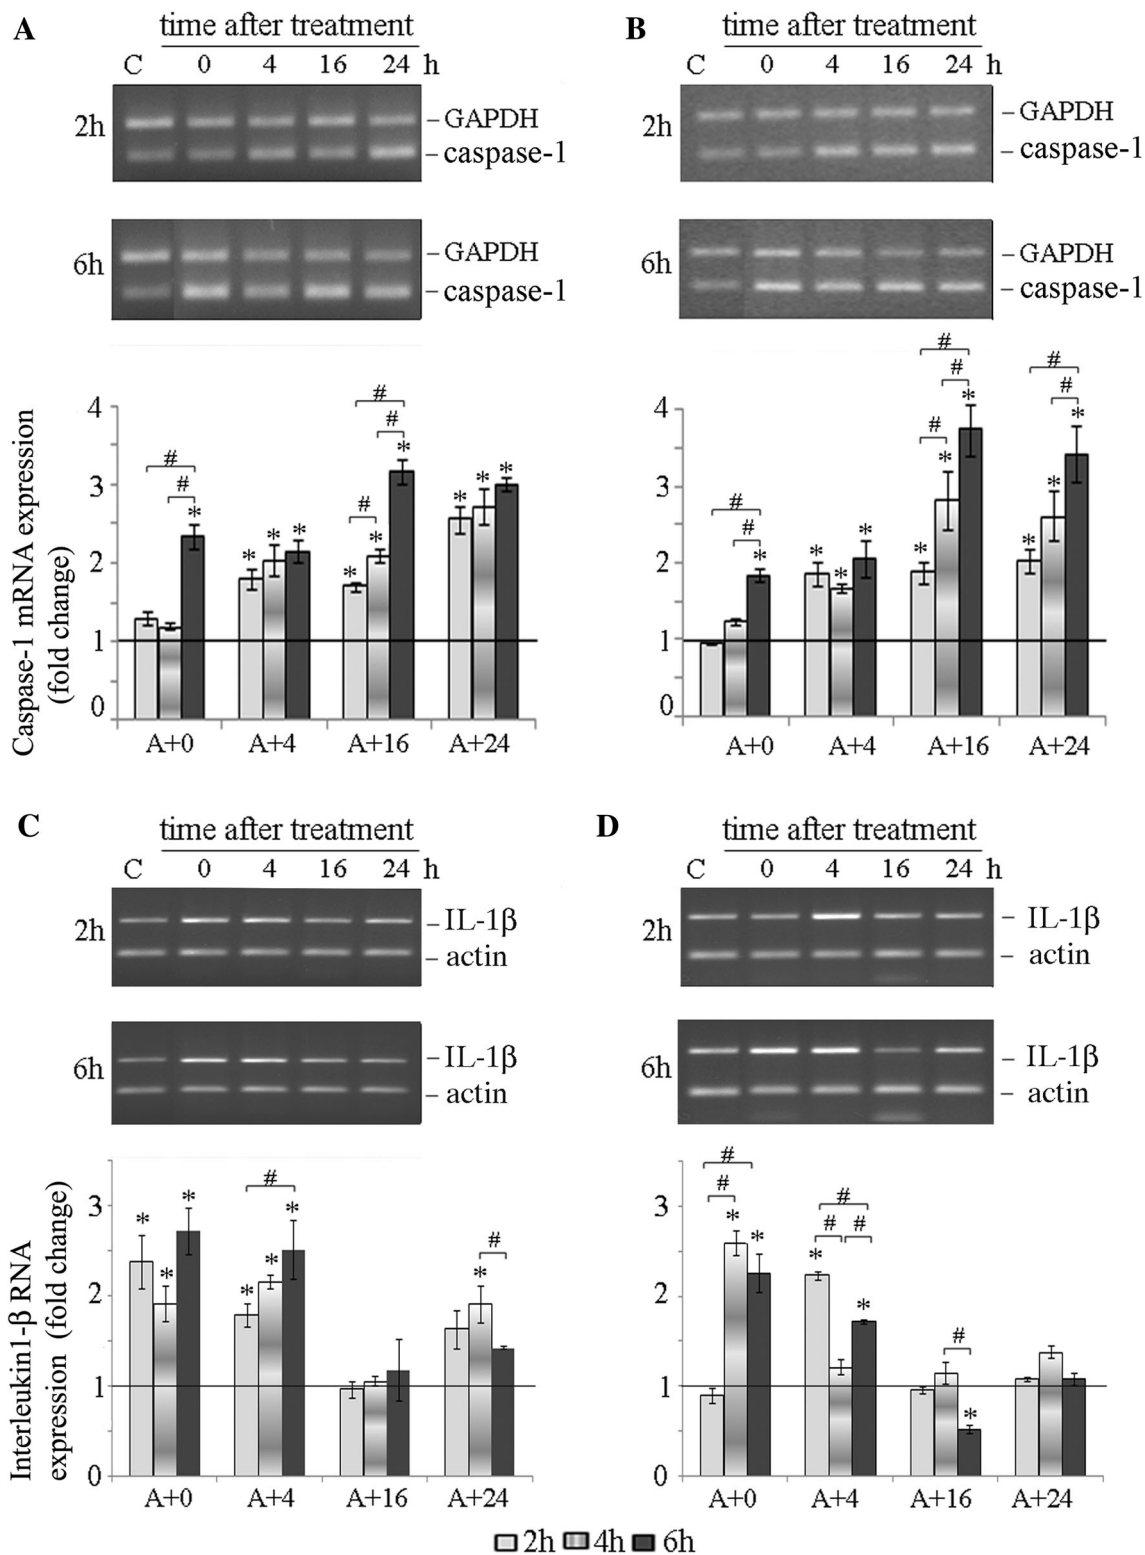 A
time after treatment
C 0 4 16 24 h
2h
GAPDH
caspase-1
6h
GAPDH
caspase-1
Caspase-1 mRNA expression
(fold change)
4
3
2
1
0
#
#
*
*
*
*
#
#
#
*
*
*
*
*
*
A+0 A+4 A+16 A+24
B
time after treatment
C 0 4 16 24 h
2h
GAPDH
caspase-1
6h
GAPDH
caspase-1
4
3
2
1
0
#
#
*
*
*
*
#
#
#
*
*
*
#
#
*
*
*
A+0 A+4 A+16 A+24
C
time after treatment
C 0 4 16 24 h
2h
IL-1β
actin
6h
IL-1β
actin
Interleukin1-β RNA
expression (fold change)
3
2
1
0
*
*
*
#
*
*
*
#
*
A+0 A+4 A+16 A+24
D
time after treatment
C 0 4 16 24 h
2h
IL-1β
actin
6h
IL-1β
actin
3
2
1
0
#
#
*
*
#
# #
*
*
#
*
A+0 A+4 A+16 A+24
2h 4h 6h